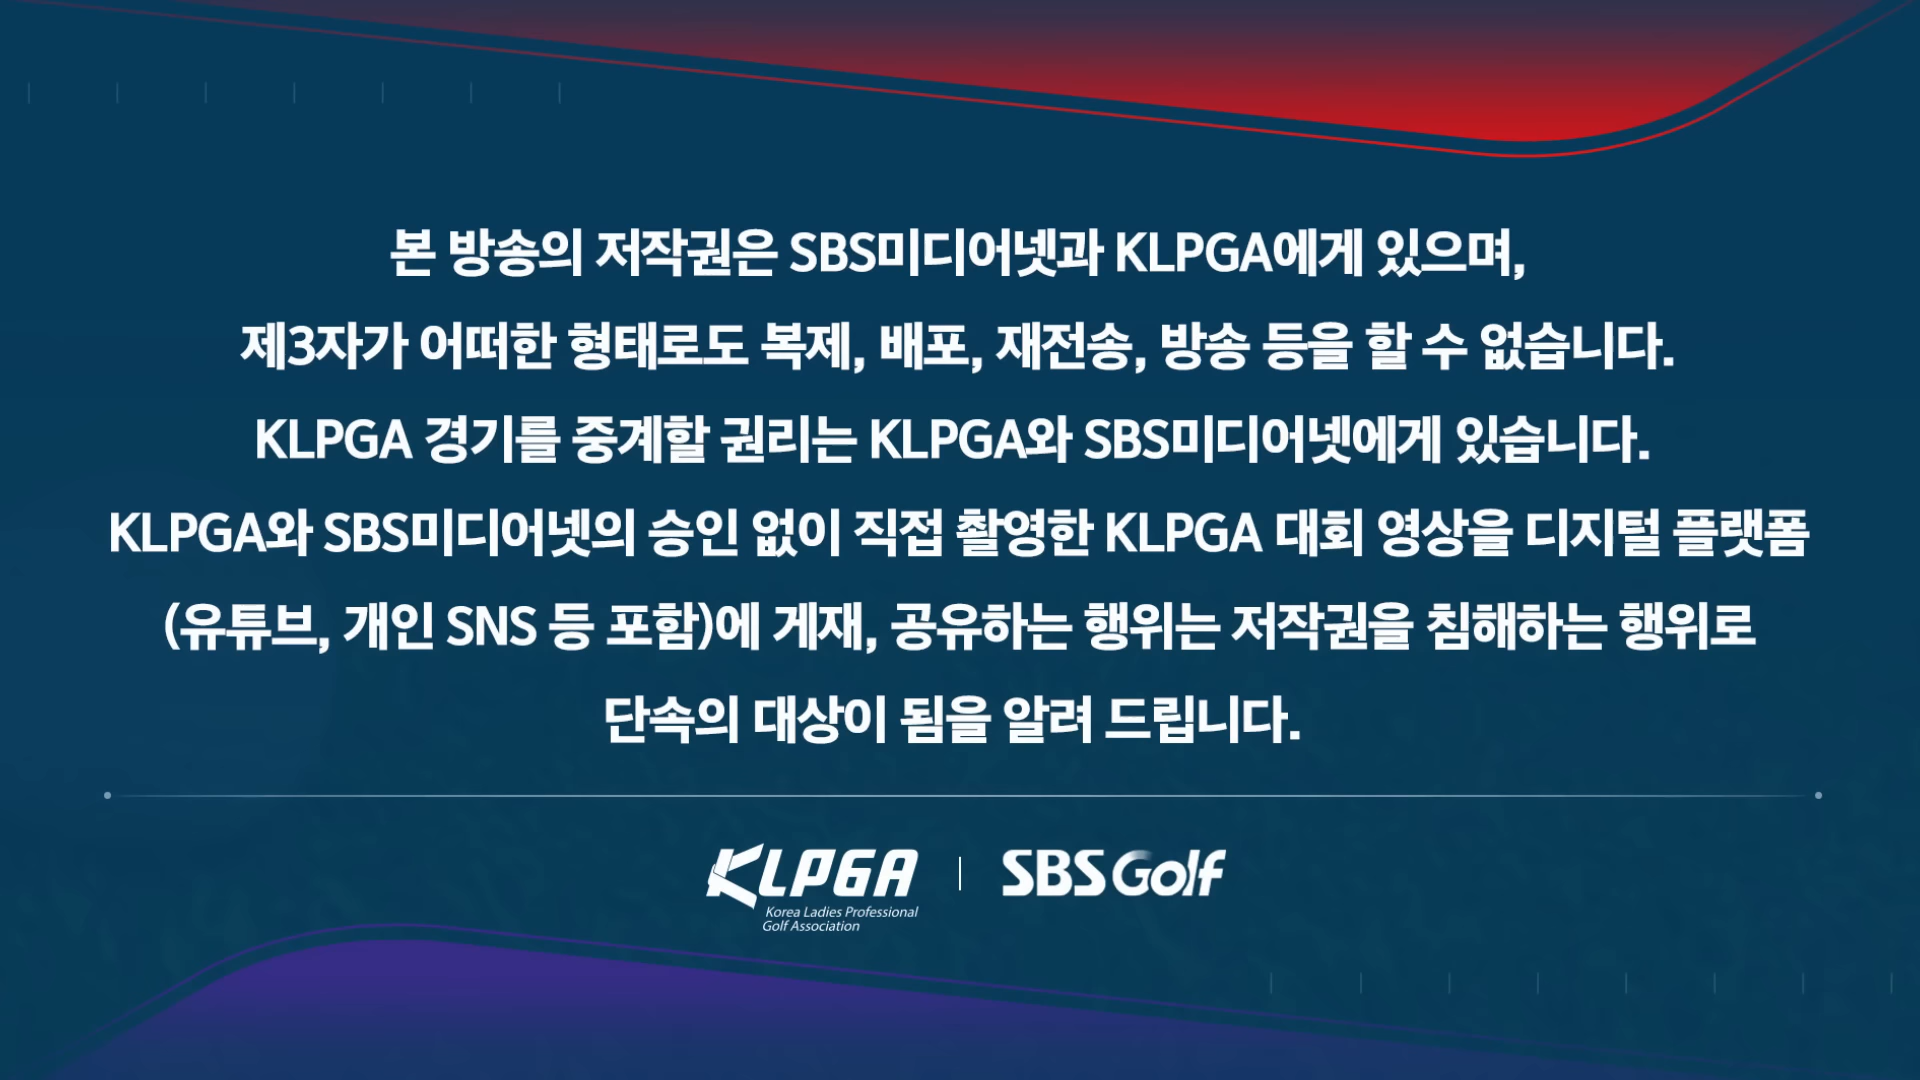 본 방송의 저작권은 SBS미디어넷과 KLPGA에게 있으며,
제3자가 어떠한 형태로도 복제, 배포, 재전송, 방송 등을 할 수 없습니다.
KLPGA 경기를 중계할 권리는 KLPGA와 SBS미디어넷에게 있습니다.
KLPGA와 SBS미디어넷의 승인 없이 직접 촬영한 KLPGA 대회 영상을 디지털 플랫폼
(유튜브, 개인 SNS 등 포함)에 게재, 공유하는 행위는 저작권을 침해하는 행위로
단속의 대상이 됨을 알려 드립니다.
KLPGA
Korea Ladies Professional
Golf Association
SBS Golf